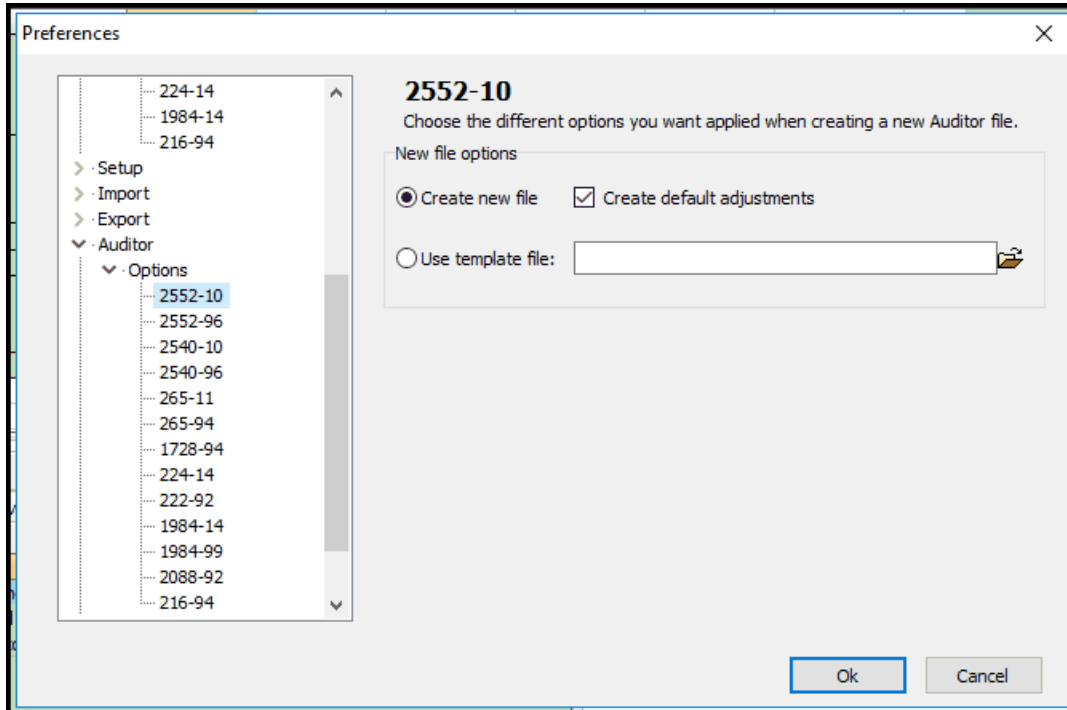 Preferences
224-14
1984-14
216-94
Setup
Import
Export
Auditor
Options
2552-10
2552-96
2540-10
2540-96
265-11
265-94
1728-94
224-14
222-92
1984-14
1984-99
2088-92
216-94
2552-10
Choose the different options you want applied when creating a new Auditor file.
New file options
Create new file
Create default adjustments
Use template file:
Ok
Cancel